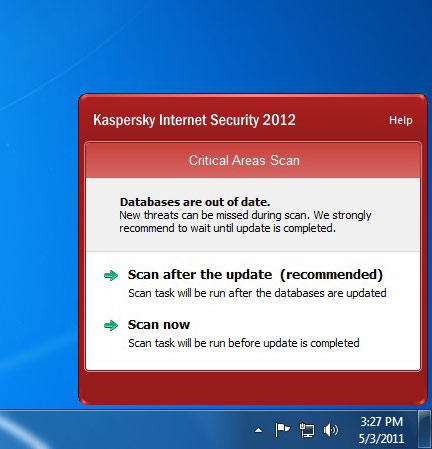 Kaspersky Internet Security 2012 Help
Critical Areas Scan
Databases are out of date.
New threats can be missed during scan. We strongly
recommend to wait until update is completed.
Scan after the update (recommended)
Scan task will be run after the databases are updated
Scan now
Scan task will be run before update is completed
3:27 PM
5/3/2011